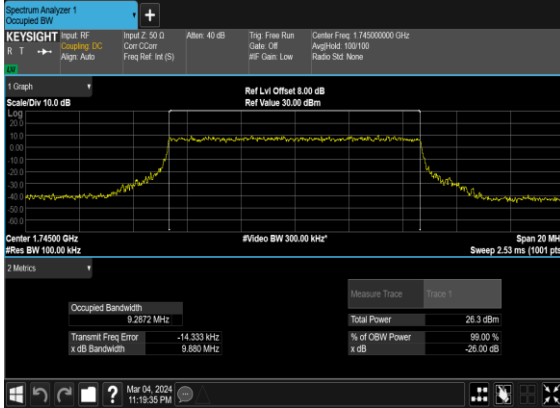 Spectrum Analyzer 1
Occupied BW
+
KEYSIGHT
R T
LXI
Input: RF
Coupling: DC
Align: Auto
Input Z: 50 Ω
Corr CCorr
Freq Ref: Int (S)
Atten: 40 dB
Trig: Free Run
Gate: Off
#IF Gain: Low
Center Freq: 1.745000000 GHz
Avg|Hold: 100/100
Radio Std: None
1 Graph
Scale/Div 10.0 dB
Ref Lvl Offset 8.00 dB
Ref Value 30.00 dBm
Log
20.0
10.0
0.00
-10.0
-20.0
-30.0
-40.0
-50.0
-60.0
Center 1.74500 GHz
#Res BW 100.00 kHz
#Video BW 300.00 kHz*
Span 20 MH
Sweep 2.53 ms (1001 pts
2 Metrics
Measure Trace
Trace 1
Occupied Bandwidth
9.2872 MHz
Total Power
26.3 dBm
Transmit Freq Error
-14.333 kHz
% of OBW Power
99.00 %
x dB Bandwidth
9.880 MHz
x dB
-26.00 dB
?
Mar 04, 2024
11:19:35 PM